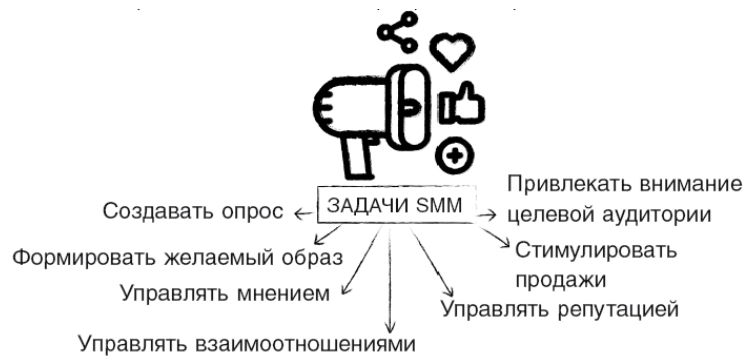 ЗАДАЧИ SMM
Привлекать внимание
целевой аудитории
Создавать опрос
Стимулировать
продажи
Формировать желаемый образ
Управлять мнением
Управлять репутацией
Управлять взаимоотношениями